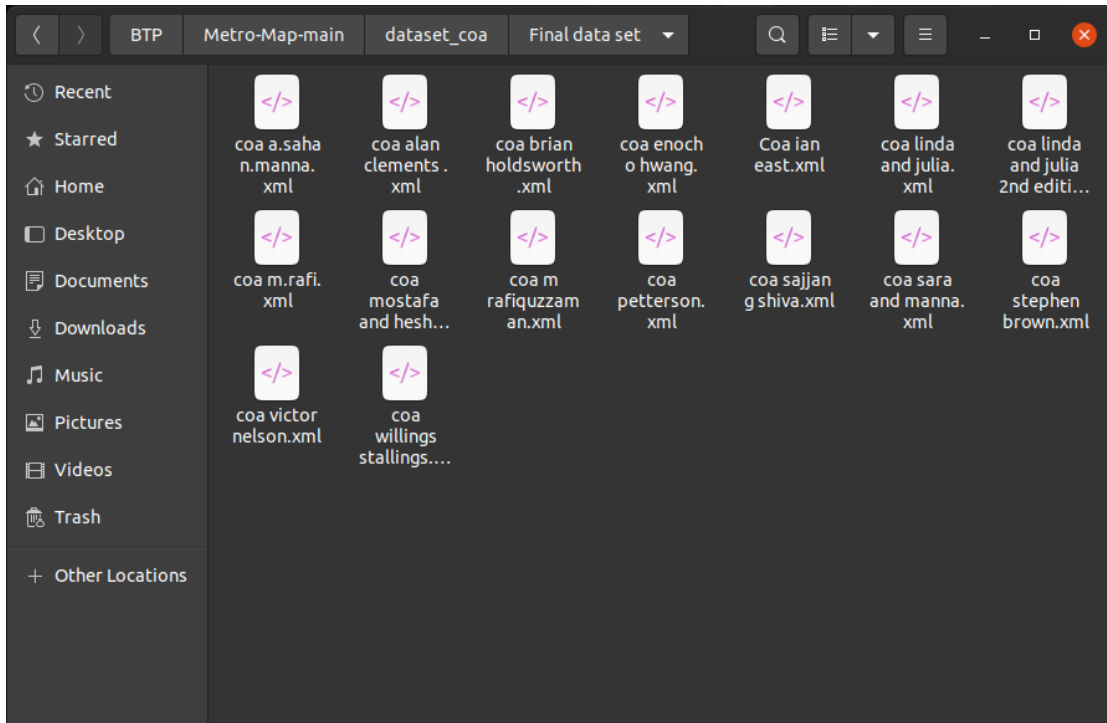 BTP Metro-Map-main dataset_coa Final data set
Recent
Starred
Home
Desktop
Documents
Downloads
Music
Pictures
Videos
Trash
+ Other Locations
</>
coa a.saha
n.manna.
xml
</>
coa alan
clements .
xml
</>
coa brian
holdsworth
.xml
</>
coa enoch
o hwang.
xml
</>
Coa ian
east.xml
</>
coa linda
and julia.
xml
</>
coa linda
and julia
2nd editi...
</>
coa m.rafi.
xml
</>
coa
mostafa
and hesh...
</>
coa m
rafiquzzam
an.xml
</>
coa
petterson.
xml
</>
coa sajjan
g shiva.xml
</>
coa sara
and manna.
xml
</>
coa
stephen
brown.xml
</>
coa victor
nelson.xml
</>
coa
willings
stallings....